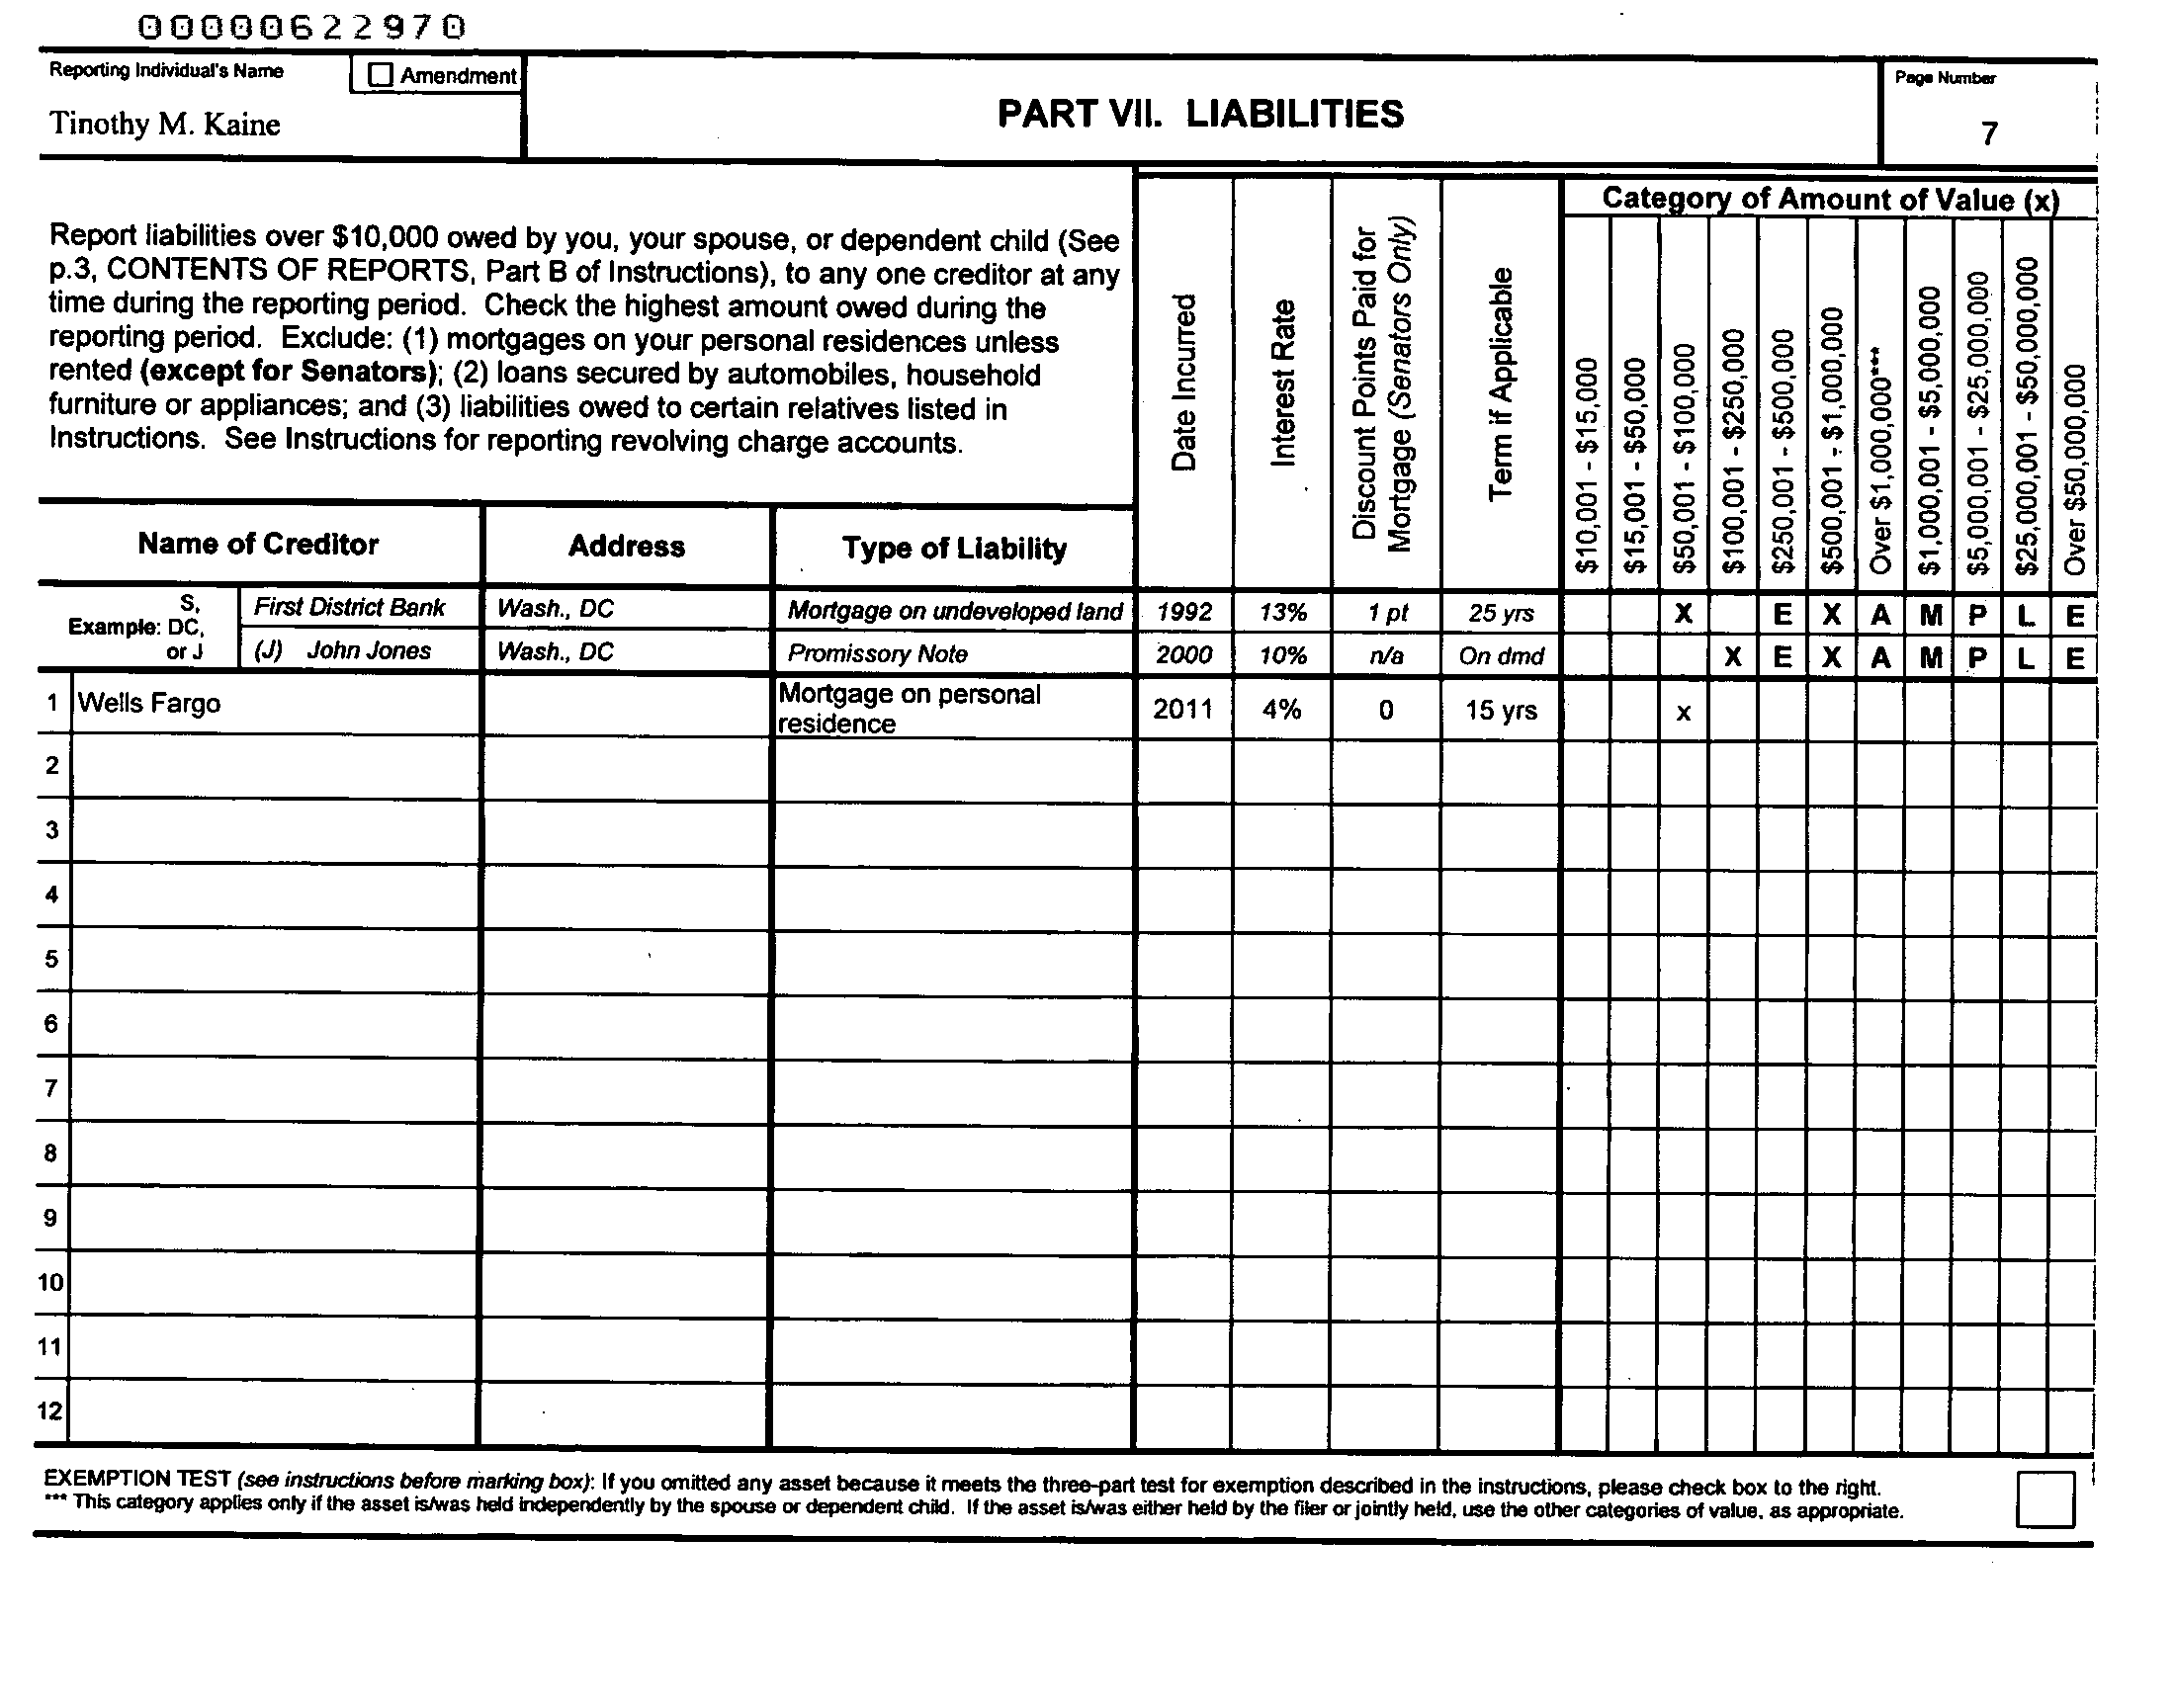 00000622970
Reporting Individual's Name
Amendment
Tinothy M. Kaine
PART VII. LIABILITIES
Page Number
7
Report liabilities over $10,000 owed by you, your spouse, or dependent child (See
p.3, CONTENTS OF REPORTS, Part B of Instructions), to any one creditor at any
time during the reporting period. Check the highest amount owed during the
reporting period. Exclude: (1) mortgages on your personal residences unless
rented (except for Senators); (2) loans secured by automobiles, household
furniture or appliances; and (3) liabilities owed to certain relatives listed in
Instructions. See Instructions for reporting revolving charge accounts.
Date Incurred
Interest Rate
Discount Points Paid for
Mortgage (Senators Only)
Term if Applicable
Category of Amount of Value (x)
$10,001 - $15,000
$15,001 - $50,000
$50,001 - $100,000
$100,001 - $250,000
$250,001 - $500,000
$500,001 - $1,000,000
Over $1,000,000***
$1,000,001 - $5,000,000
$5,000,001 - $25,000,000
$25,000,001 - $50,000,000
Over $50,000,000
Name of Creditor Address Type of Liability
Example: S, DC, or J
First District Bank Wash., DC Mortgage on undeveloped land 1992 13% 1 pt 25 yrs X E X A M P L E
(J) John Jones Wash., DC Promissory Note 2000 10% n/a On dmd X E X A M P L E
1 Wells Fargo Mortgage on personal residence 2011 4% 0 15 yrs x
2
3
4
5
6
7
8
9
10
11
12
EXEMPTION TEST (see instructions before marking box): If you omitted any asset because it meets the three-part test for exemption described in the instructions, please check box to the right.
*** This category applies only if the asset is/was held independently by the spouse or dependent child. If the asset is/was either held by the filer or jointly held, use the other categories of value, as appropriate.